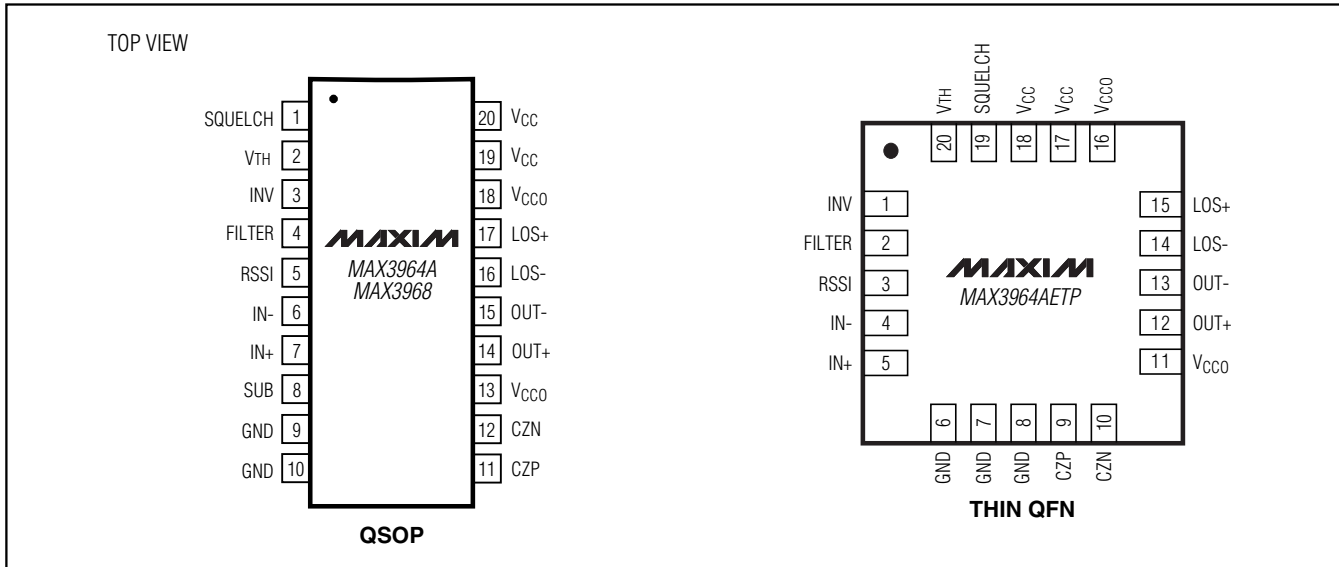 TOP VIEW
SQUELCH 1
VTH 2
INV 3
FILTER 4
RSSI 5
IN- 6
IN+ 7
SUB 8
GND 9
GND 10
MAXIM
MAX3964A
MAX3968
20 VCC
19 VCC
18 VCCO
17 LOS+
16 LOS-
15 OUT-
14 OUT+
13 VCCO
12 CZN
11 CZP
QSOP
VTH
SQUELCH
VCC
VCC
VCCO
20
19
18
17
16
INV 1
FILTER 2
RSSI 3
IN- 4
IN+ 5
MAXIM
MAX3964AETP
15 LOS+
14 LOS-
13 OUT-
12 OUT+
11 VCCO
6
7
8
9
10
GND
GND
GND
CZP
CZN
THIN QFN